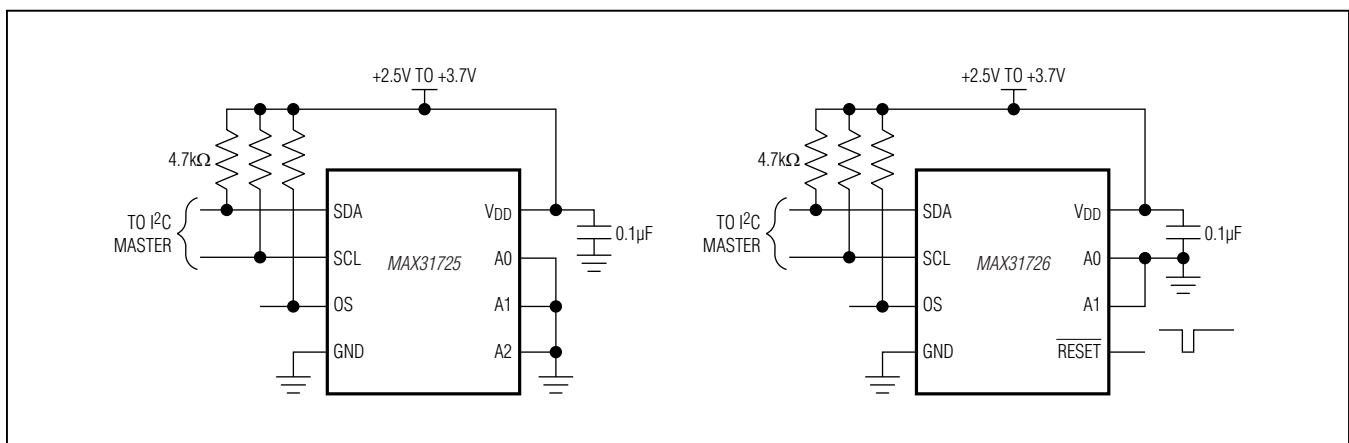 +2.5V TO +3.7V
4.7kΩ
TO I²C
MASTER
SDA
SCL
OS
GND
MAX31725
VDD
A0
A1
A2
0.1µF
+2.5V TO +3.7V
4.7kΩ
TO I²C
MASTER
SDA
SCL
OS
GND
MAX31726
VDD
A0
A1
RESET
0.1µF